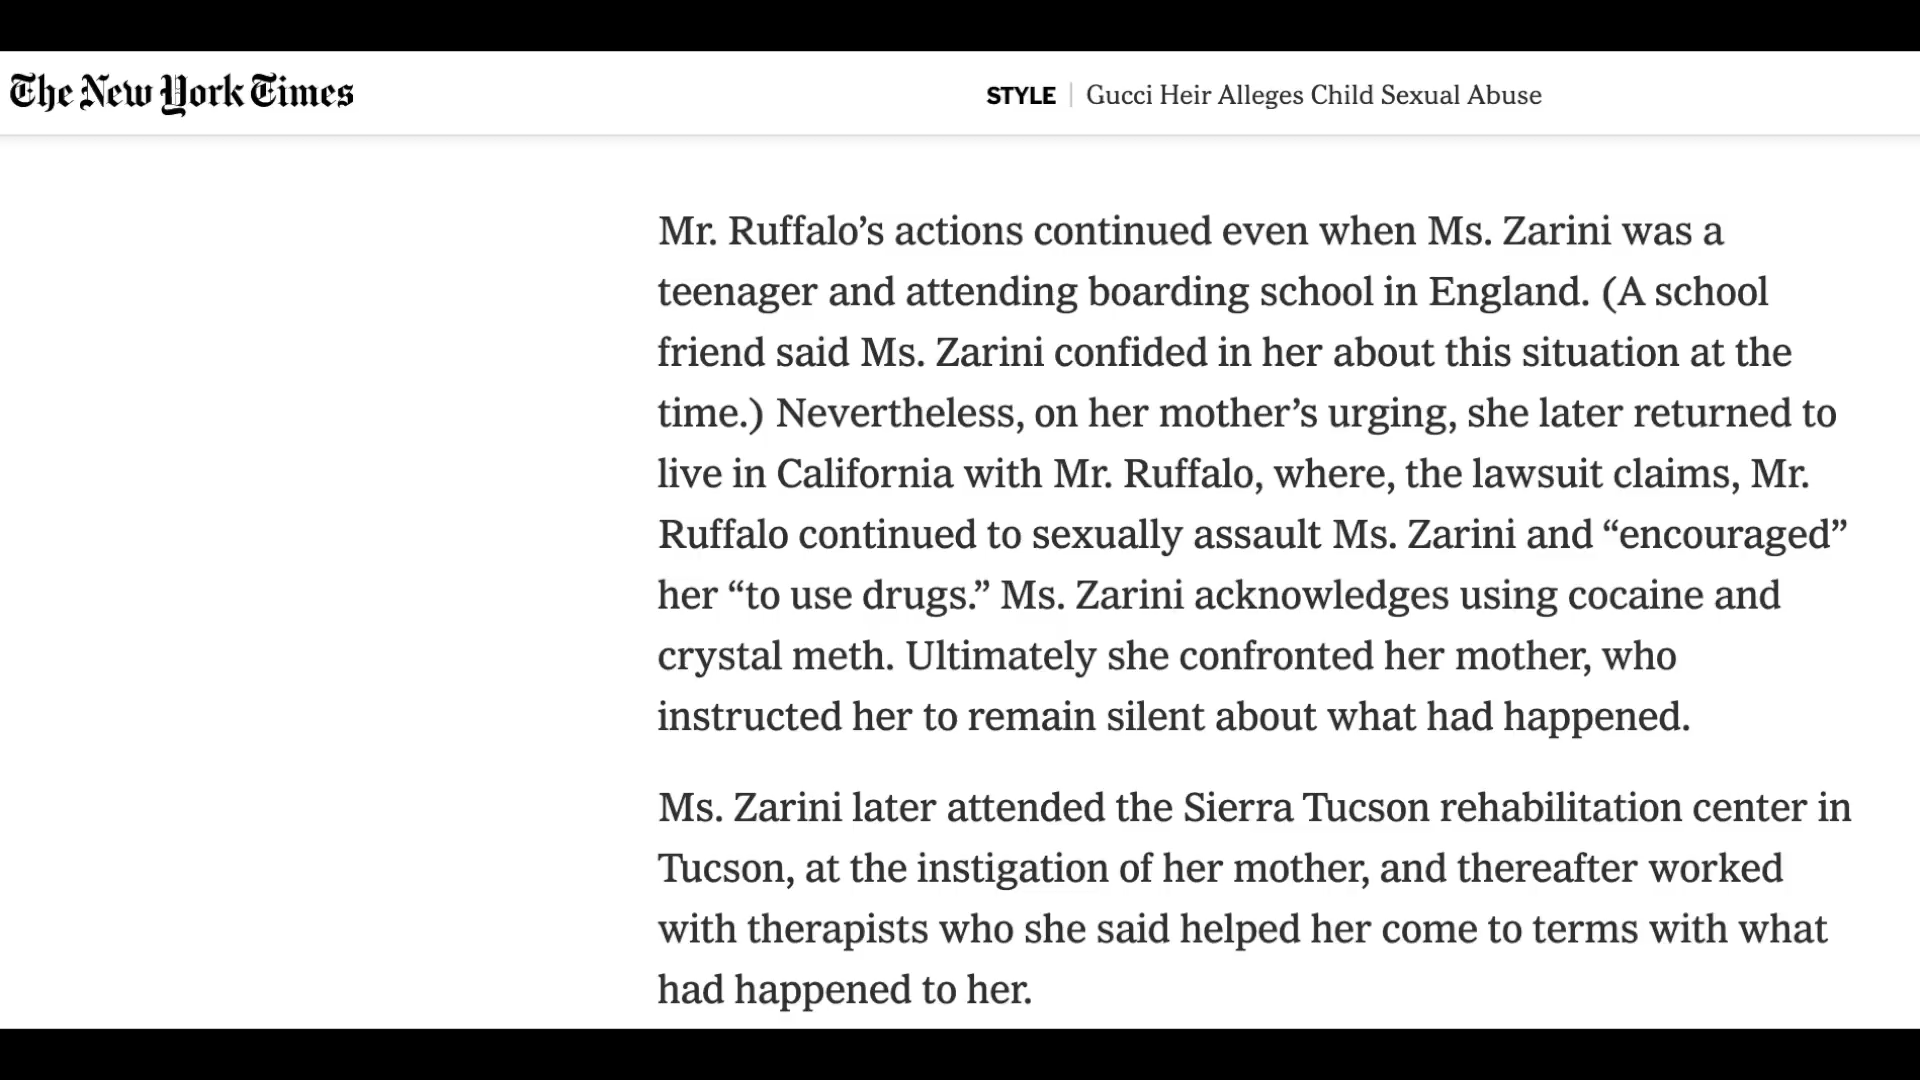 The New York Times
STYLE | Gucci Heir Alleges Child Sexual Abuse
Mr. Ruffalo’s actions continued even when Ms. Zarini was a
teenager and attending boarding school in England. (A school
friend said Ms. Zarini confided in her about this situation at the
time.) Nevertheless, on her mother’s urging, she later returned to
live in California with Mr. Ruffalo, where, the lawsuit claims, Mr.
Ruffalo continued to sexually assault Ms. Zarini and “encouraged”
her “to use drugs.” Ms. Zarini acknowledges using cocaine and
crystal meth. Ultimately she confronted her mother, who
instructed her to remain silent about what had happened.
Ms. Zarini later attended the Sierra Tucson rehabilitation center in
Tucson, at the instigation of her mother, and thereafter worked
with therapists who she said helped her come to terms with what
had happened to her.